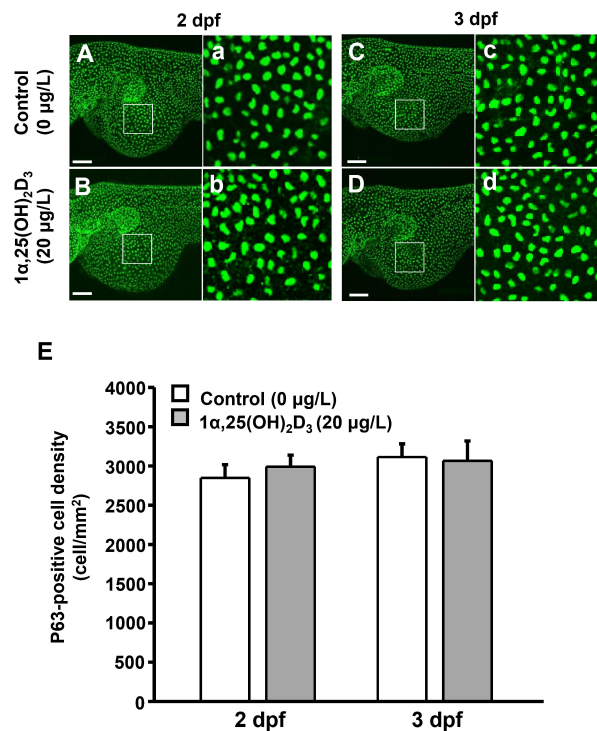 2 dpf
3 dpf
Control
(0 µg/L)
A
a
C
c
1α,25(OH)₂D₃
(20 µg/L)
B
b
D
d
E
4000
3500
3000
2500
2000
1500
1000
500
0
P63-positive cell density
(cell/mm²)
Control (0 µg/L)
1α,25(OH)₂D₃ (20 µg/L)
2 dpf
3 dpf